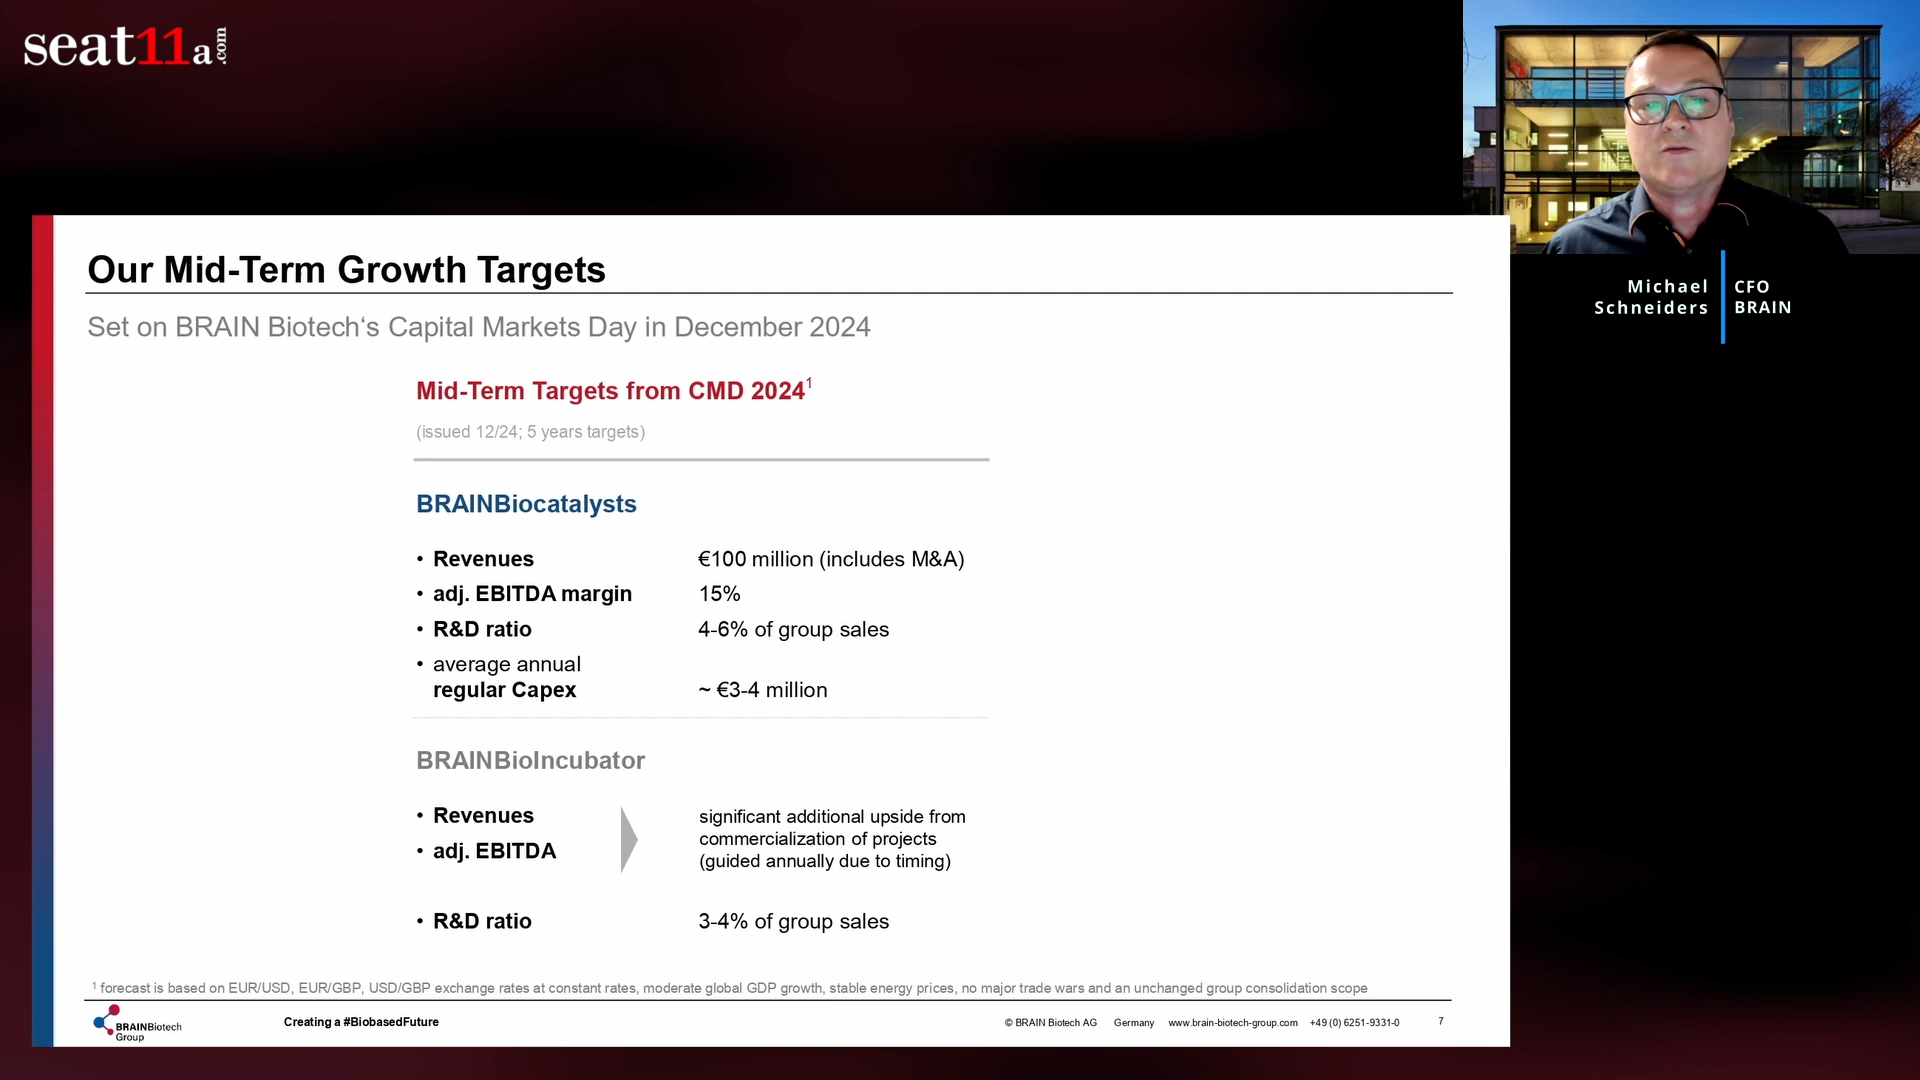 seat11a.com
Michael Schneiders
CFO BRAIN
Our Mid-Term Growth Targets
Set on BRAIN Biotech‘s Capital Markets Day in December 2024
Mid-Term Targets from CMD 2024¹
(issued 12/24; 5 years targets)
BRAINBiocatalysts
• Revenues €100 million (includes M&A)
• adj. EBITDA margin 15%
• R&D ratio 4-6% of group sales
• average annual
regular Capex ~ €3-4 million
BRAINBioIncubator
• Revenues
• adj. EBITDA
significant additional upside from
commercialization of projects
(guided annually due to timing)
• R&D ratio 3-4% of group sales
¹ forecast is based on EUR/USD, EUR/GBP, USD/GBP exchange rates at constant rates, moderate global GDP growth, stable energy prices, no major trade wars and an unchanged group consolidation scope
BRAINBiotech
Group
Creating a #BiobasedFuture
© BRAIN Biotech AG Germany www.brain-biotech-group.com +49 (0) 6251-9331-0 7